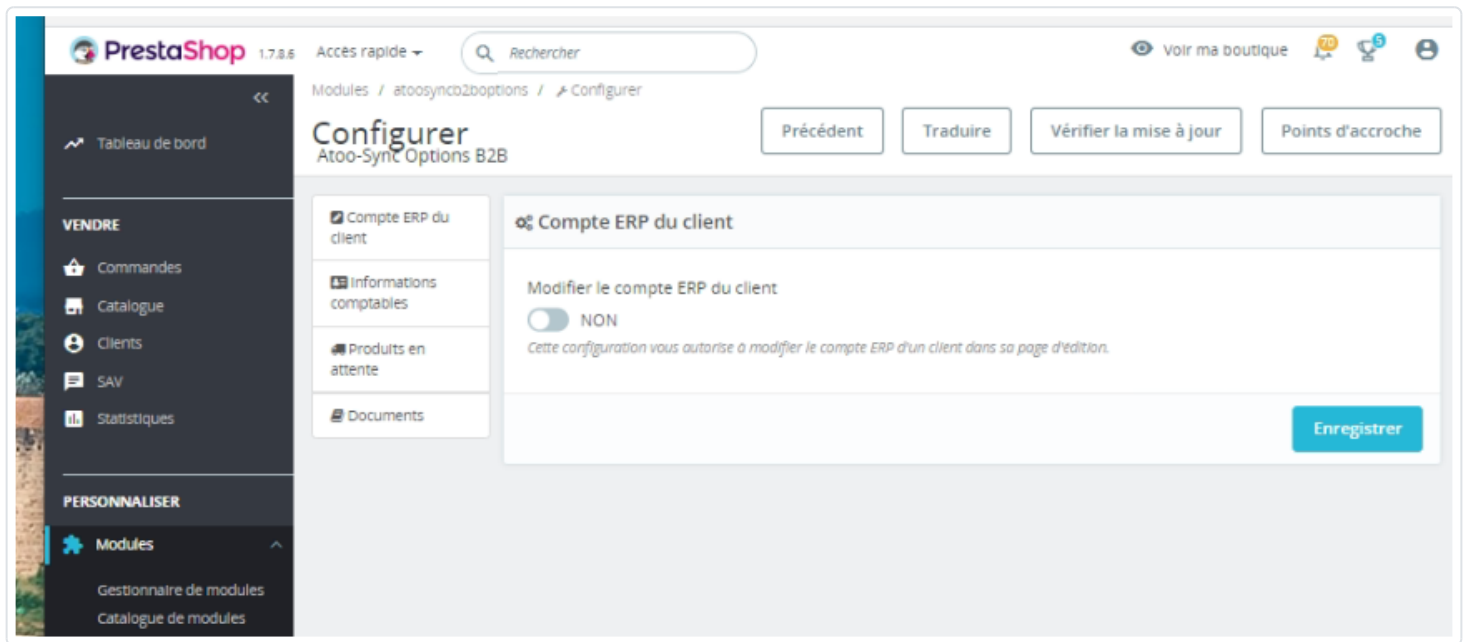 PrestaShop 1.7.8.6 Accès rapide Rechercher Voir ma boutique 70 5
Modules / atoosyncb2boptions / Configurer
Configurer
Atoo-Sync Options B2B
Précédent Traduire Vérifier la mise à jour Points d'accroche
Tableau de bord
VENDRE
Commandes
Catalogue
Clients
SAV
Statistiques
PERSONNALISER
Modules
Gestionnaire de modules
Catalogue de modules
Compte ERP du
client
Informations
comptables
Produits en
attente
Documents
Compte ERP du client
Modifier le compte ERP du client
NON
Cette configuration vous autorise à modifier le compte ERP d'un client dans sa page d'édition.
Enregistrer